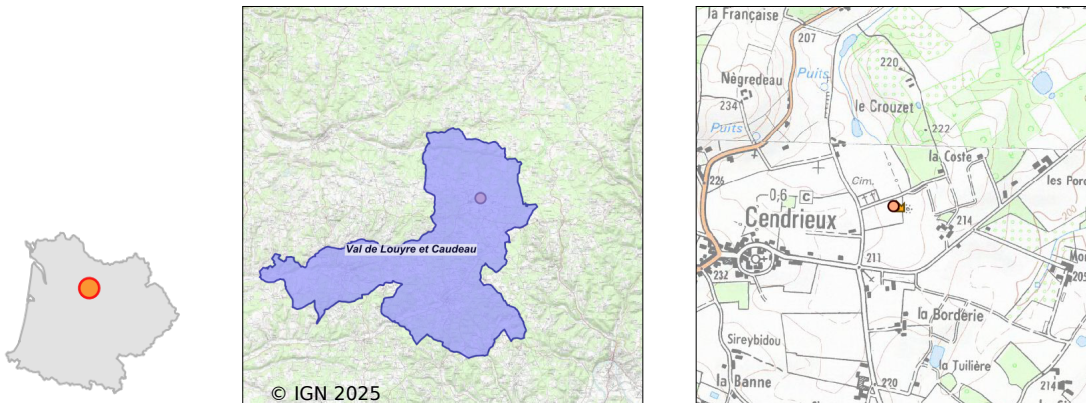 Val de Louyre et Caudeau
© IGN 2025
la Française
207
Puits
220
Nègredeau
le Crouzet
234
Puits
222
la Coste
226
Cim.
les For
0,6 C
Cendrieux
214
207
211
232
Mon
205
la Borderie
Sireybidou
la Tuilière
la Banne
220
214